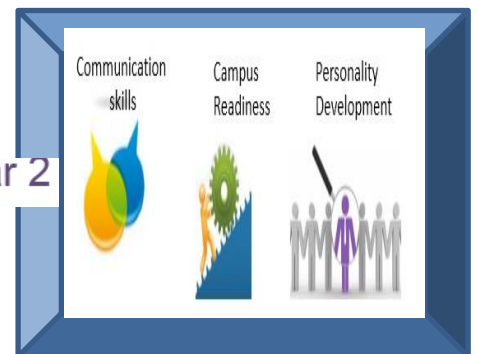 Communication
skills
Campus
Readiness
Personality
Development
r 2